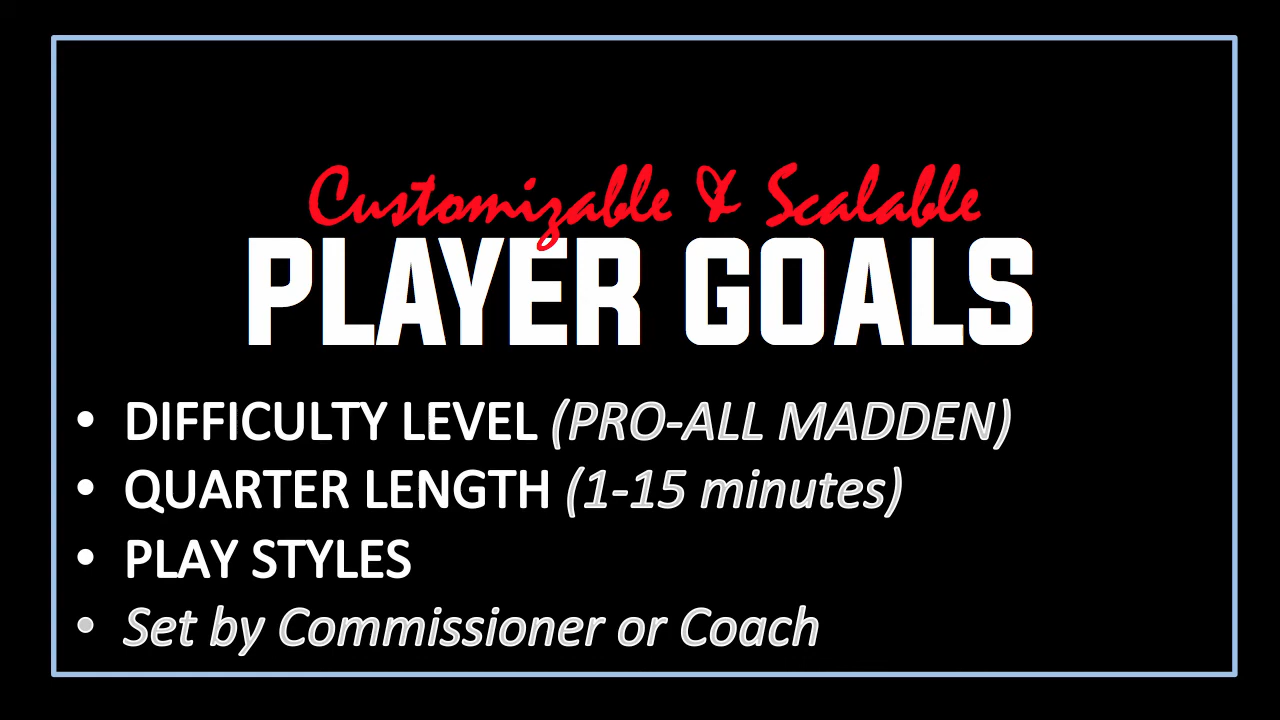 Customizable & Scalable
PLAYER GOALS
• DIFFICULTY LEVEL (PRO-ALL MADDEN)
• QUARTER LENGTH (1-15 minutes)
• PLAY STYLES
• Set by Commissioner or Coach